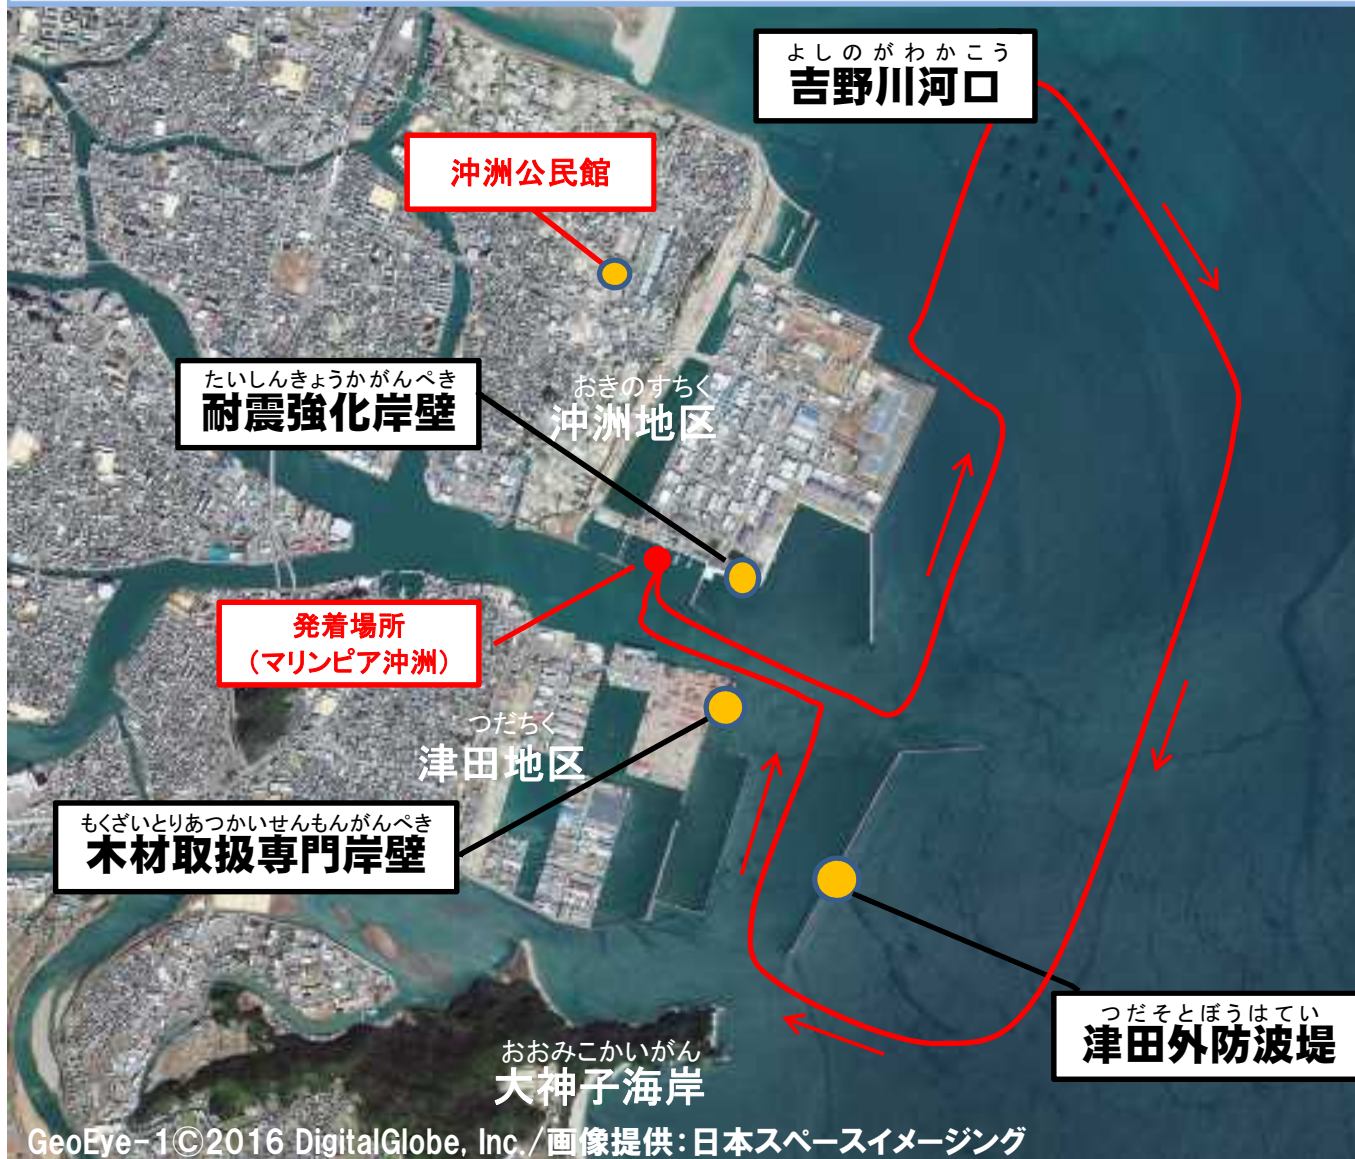 よしのがわかこう
吉野川河口
沖洲公民館
たいしんきょうかがんぺき
耐震強化岸壁
おきのすちく
沖洲地区
発着場所
（マリンピア沖洲）
つだちく
津田地区
もくざいとりあつかいせんもんがんぺき
木材取扱専門岸壁
つだそとぼうはてい
津田外防波堤
おおみこかいがん
大神子海岸
GeoEye-1©2016 DigitalGlobe, Inc./画像提供：日本スペースイメージング